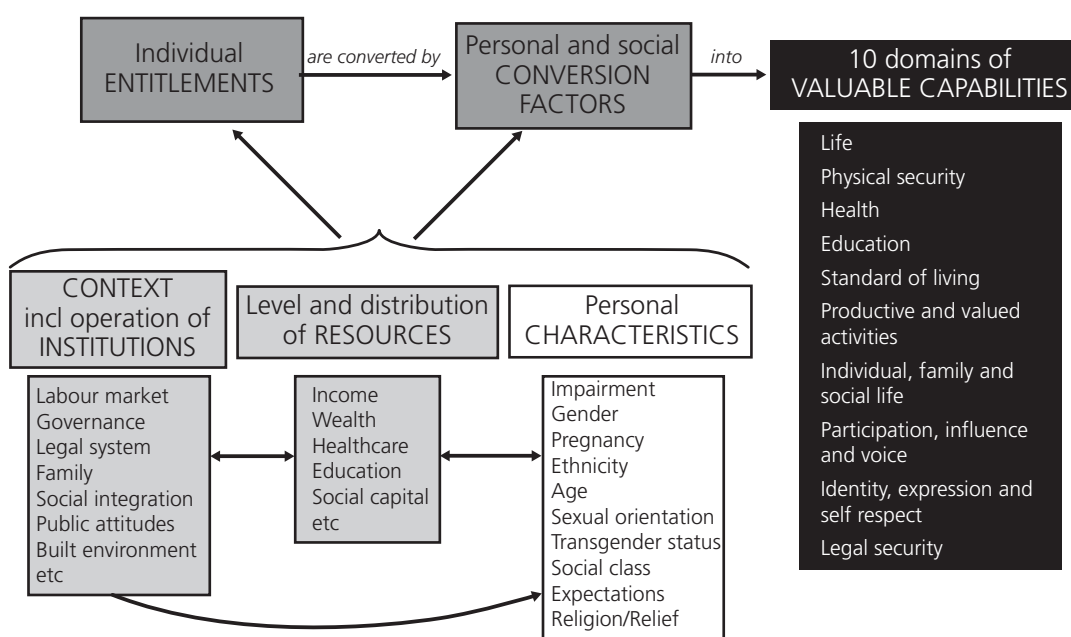 Individual
ENTITLEMENTS
are converted by
Personal and social
CONVERSION
FACTORS
into
10 domains of
VALUABLE CAPABILITIES
Life
Physical security
Health
Education
Standard of living
Productive and valued
activities
Individual, family and
social life
Participation, influence
and voice
Identity, expression and
self respect
Legal security
CONTEXT
incl operation of
INSTITUTIONS
Labour market
Governance
Legal system
Family
Social integration
Public attitudes
Built environment
etc
Level and distribution
of RESOURCES
Income
Wealth
Healthcare
Education
Social capital
etc
Personal
CHARACTERISTICS
Impairment
Gender
Pregnancy
Ethnicity
Age
Sexual orientation
Transgender status
Social class
Expectations
Religion/Relief